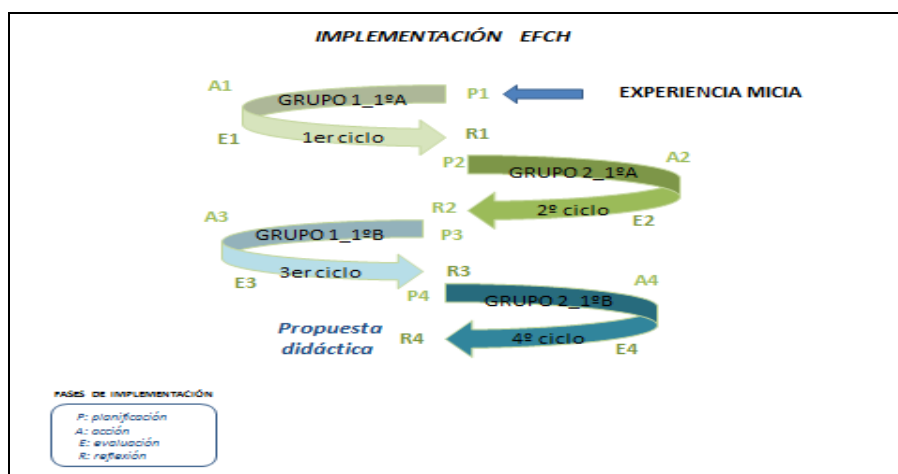 IMPLEMENTACIÓN EFCH
A1
GRUPO 1_1ºA
P1
EXPERIENCIA MICIA
E1
1er ciclo
R1
P2
GRUPO 2_1ºA
A2
R2
2º ciclo
E2
A3
GRUPO 1_1ºB
P3
E3
3er ciclo
R3
P4
GRUPO 2_1ºB
A4
Propuesta
didáctica
R4
4º ciclo
E4
FASES DE IMPLEMENTACIÓN
P: planificación
A: acción
E: evaluación
R: reflexión